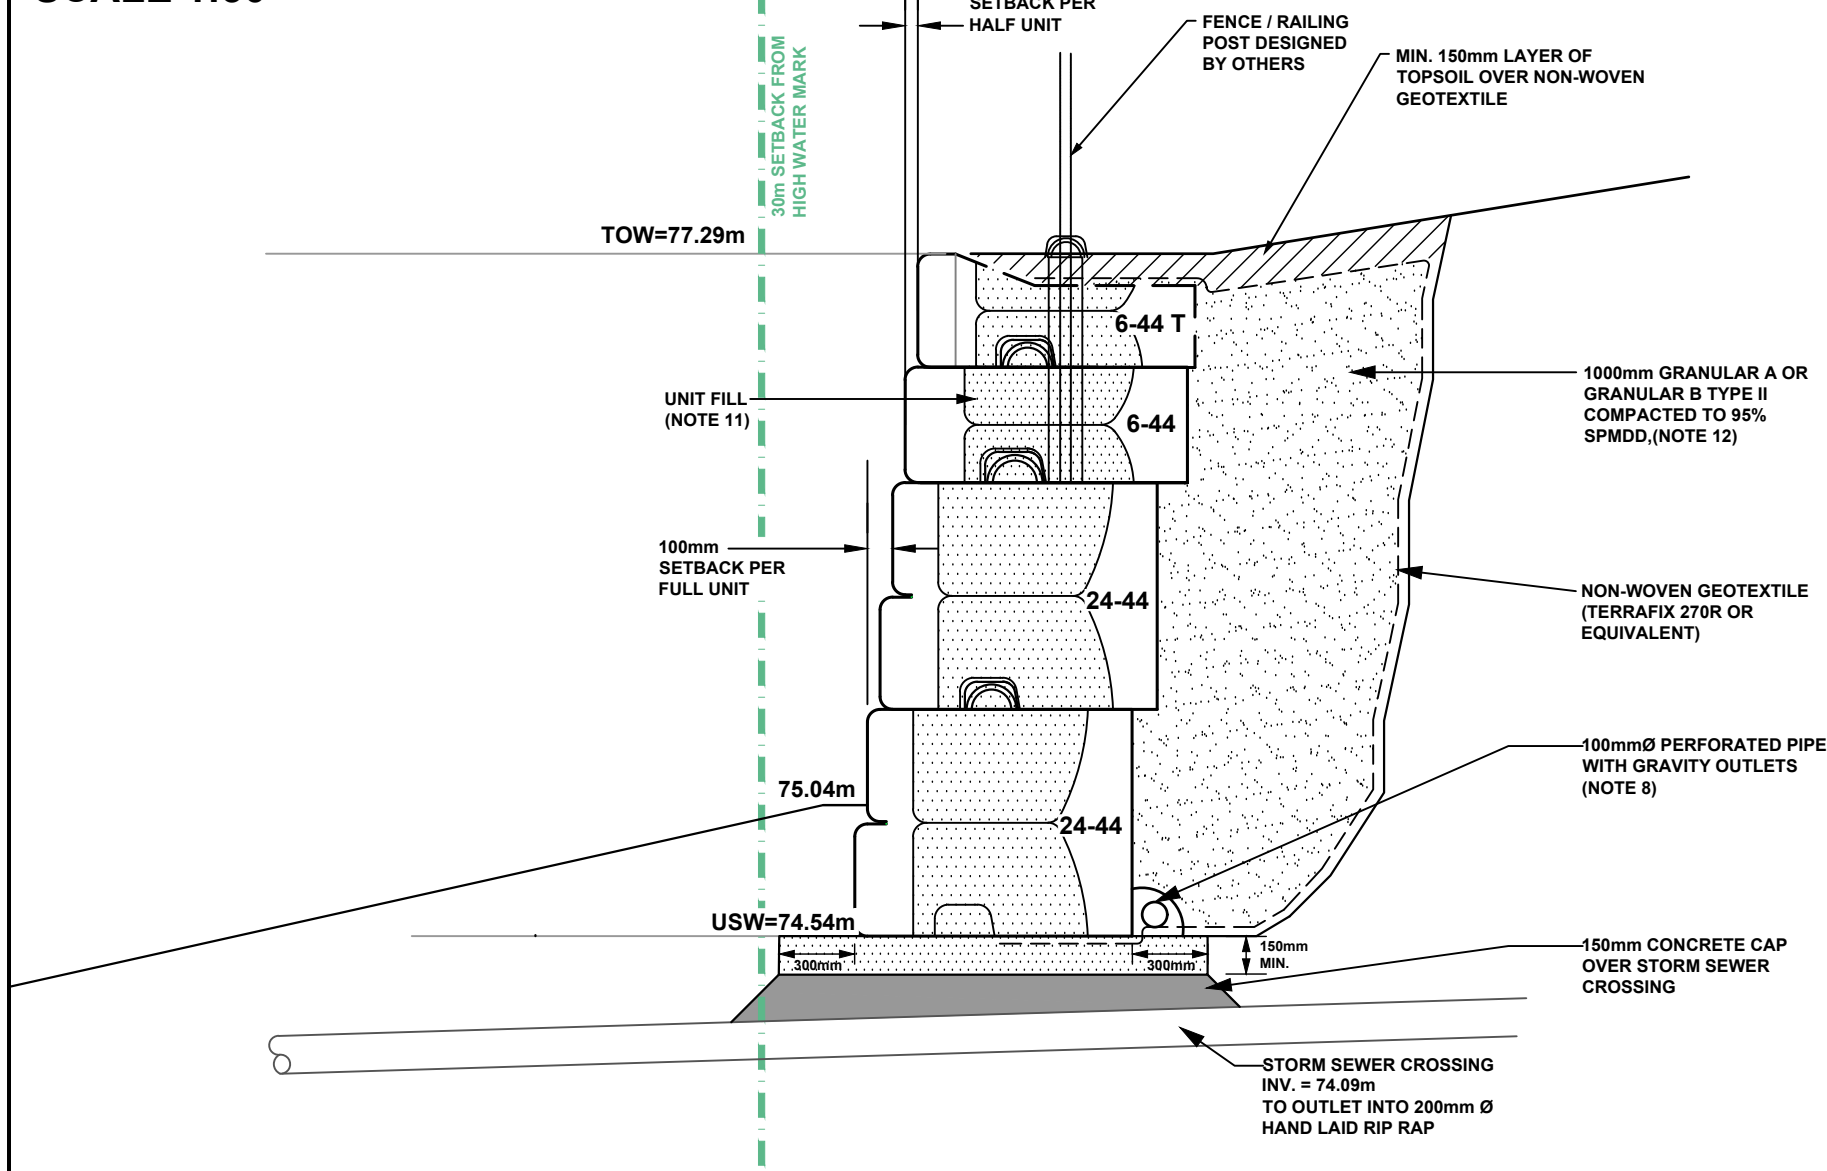 SETBACK PER
HALF UNIT
FENCE / RAILING
POST DESIGNED
BY OTHERS
MIN. 150mm LAYER OF
TOPSOIL OVER NON-WOVEN
GEOTEXTILE
30m SETBACK FROM
HIGH WATER MARK
TOW=77.29m
6-44 T
UNIT FILL
(NOTE 11)
6-44
1000mm GRANULAR A OR
GRANULAR B TYPE II
COMPACTED TO 95%
SPMDD,(NOTE 12)
100mm
SETBACK PER
FULL UNIT
24-44
NON-WOVEN GEOTEXTILE
(TERRAFIX 270R OR
EQUIVALENT)
75.04m
24-44
100mmØ PERFORATED PIPE
WITH GRAVITY OUTLETS
(NOTE 8)
USW=74.54m
300mm
300mm
150mm
MIN.
150mm CONCRETE CAP
OVER STORM SEWER
CROSSING
STORM SEWER CROSSING
INV. = 74.09m
TO OUTLET INTO 200mm Ø
HAND LAID RIP RAP